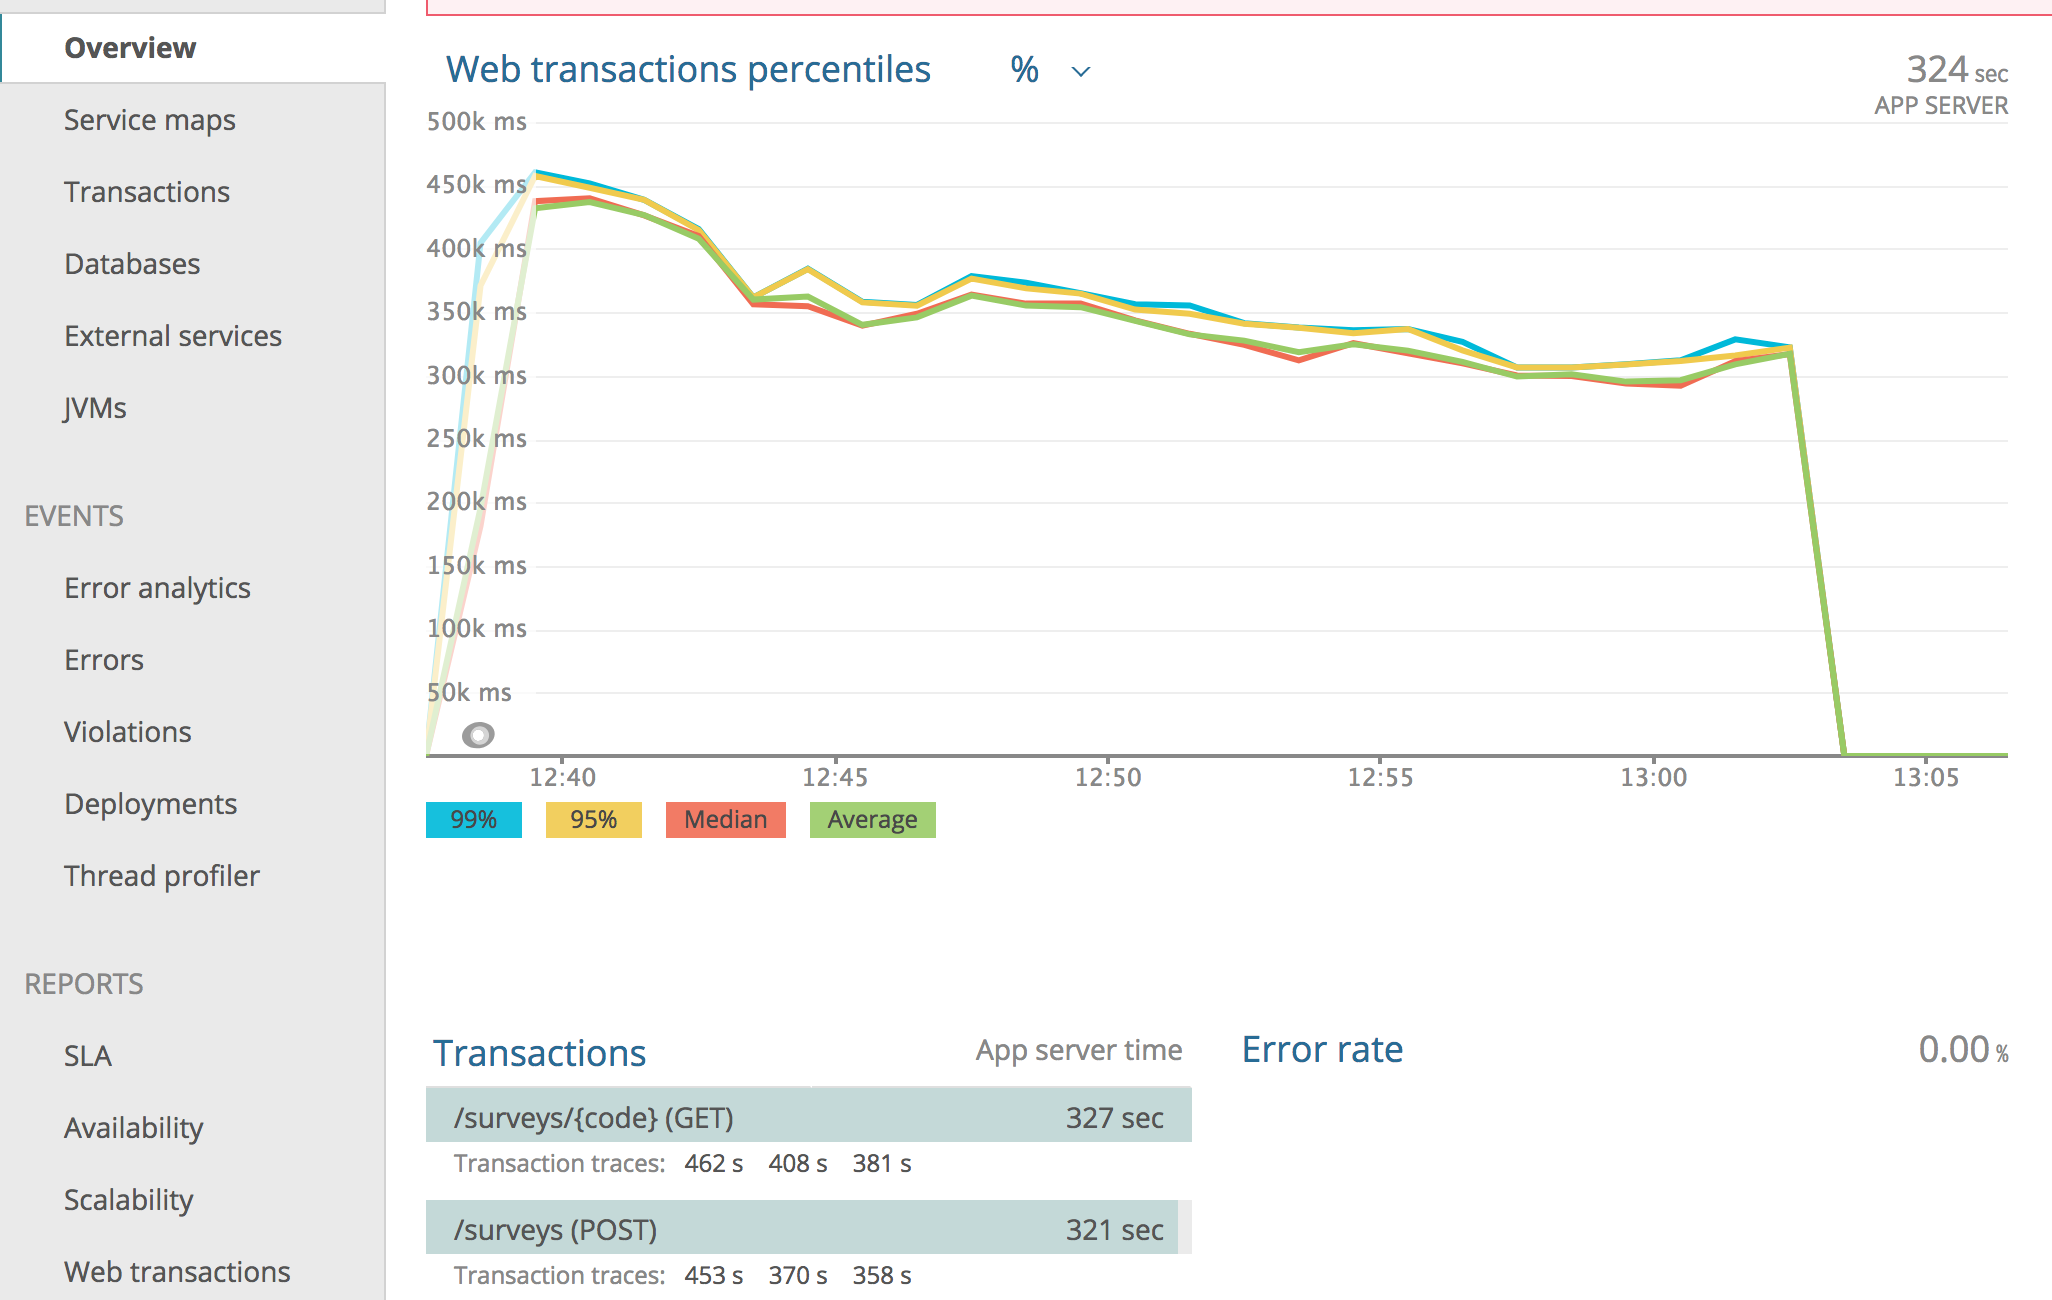 Overview
Service maps
Transactions
Databases
External services
JVMs
EVENTS
Error analytics
Errors
Violations
Deployments
Thread profiler
REPORTS
SLA
Availability
Scalability
Web transactions
Web transactions percentiles %
324 sec
APP SERVER
500k ms
450k ms
400k ms
350k ms
300k ms
250k ms
200k ms
150k ms
100k ms
50k ms
12:40 12:45 12:50 12:55 13:00 13:05
99% 95% Median Average
Transactions App server time
/surveys/{code} (GET) 327 sec
Transaction traces: 462 s 408 s 381 s
/surveys (POST) 321 sec
Transaction traces: 453 s 370 s 358 s
Error rate 0.00 %